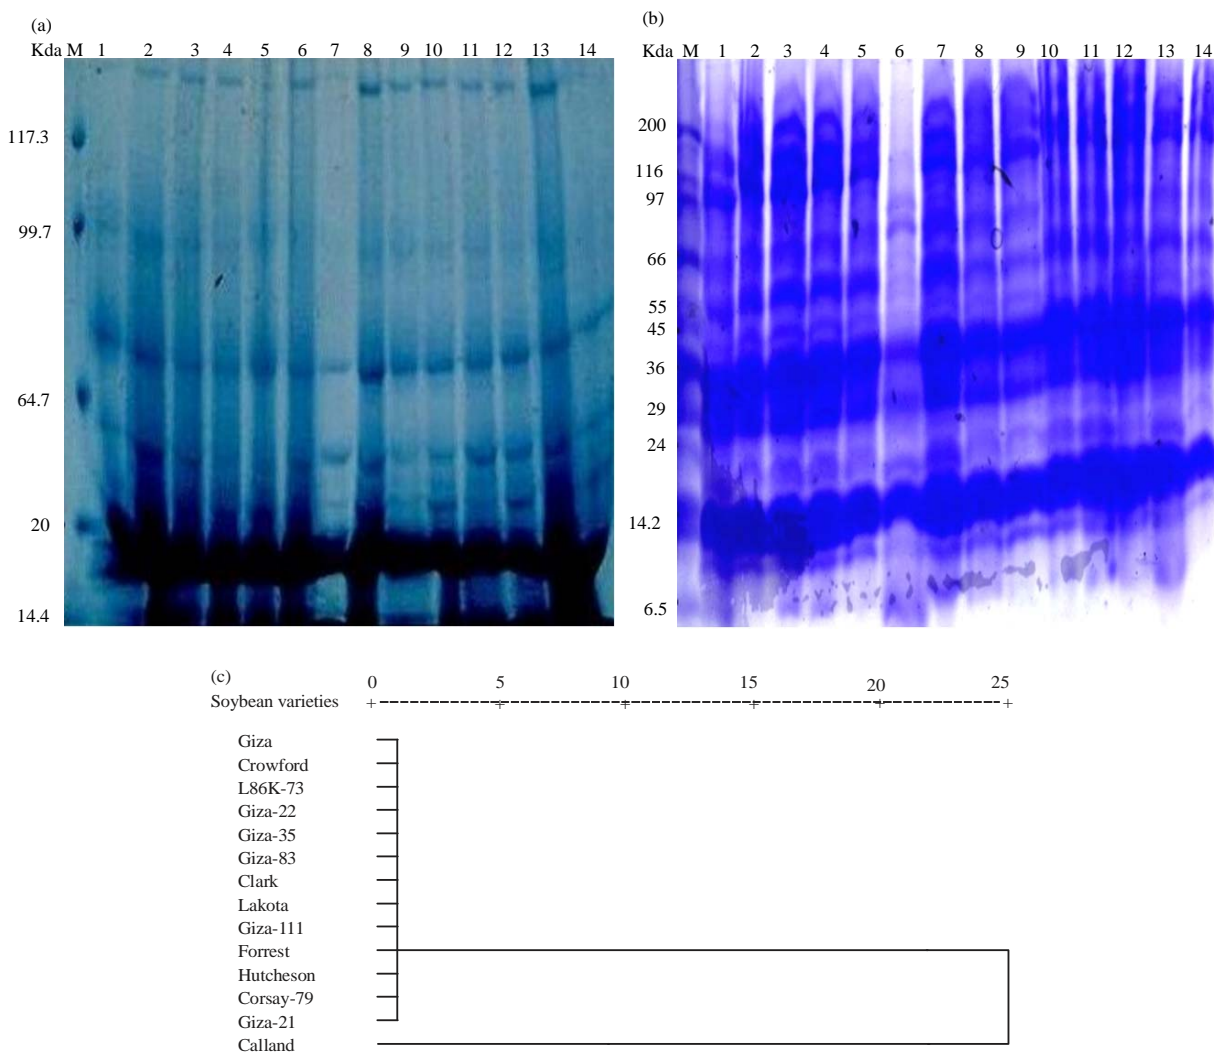 (a)
Kda M 1 2 3 4 5 6 7 8 9 10 11 12 13 14
117.3
99.7
64.7
20
14.4
(b)
Kda M 1 2 3 4 5 6 7 8 9 10 11 12 13 14
200
116
97
66
55
45
36
29
24
14.2
6.5
(c)
0 5 10 15 20 25
Soybean varieties
Giza
Crowford
L86K-73
Giza-22
Giza-35
Giza-83
Clark
Lakota
Giza-111
Forrest
Hutcheson
Corsay-79
Giza-21
Calland